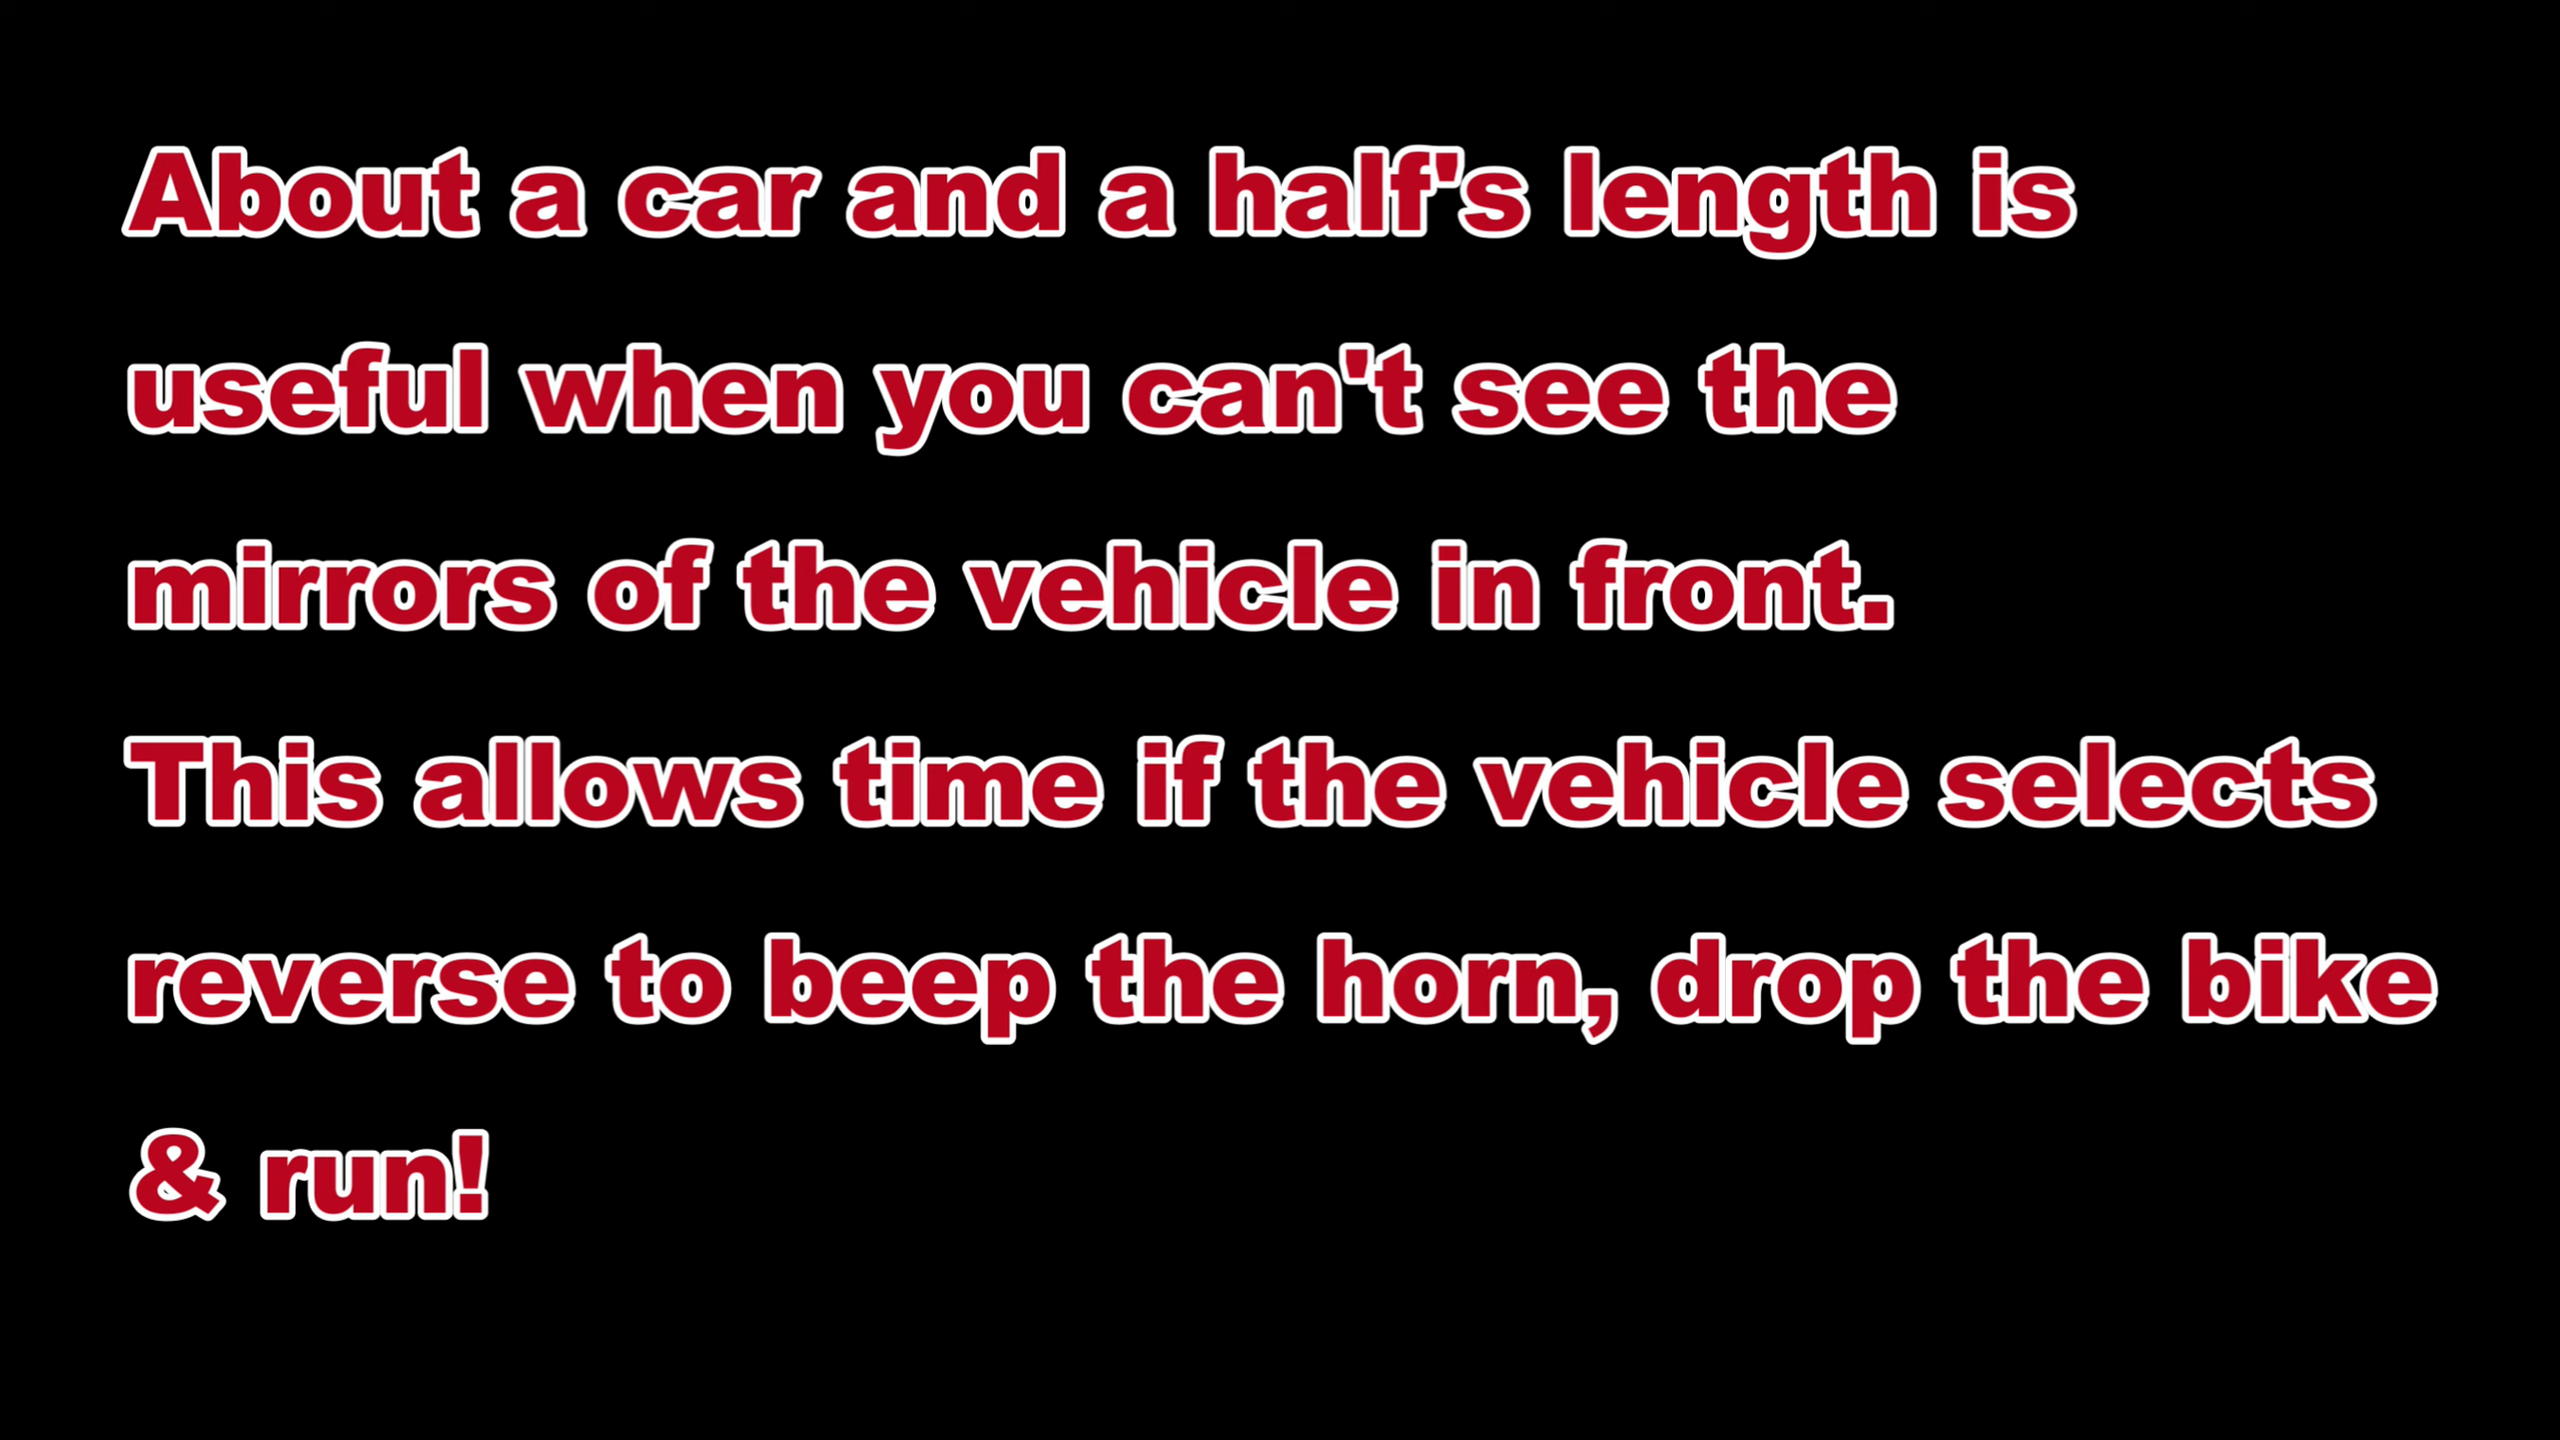 About a car and a half's length is
useful when you can't see the
mirrors of the vehicle in front.
This allows time if the vehicle selects
reverse to beep the horn, drop the bike
& run!